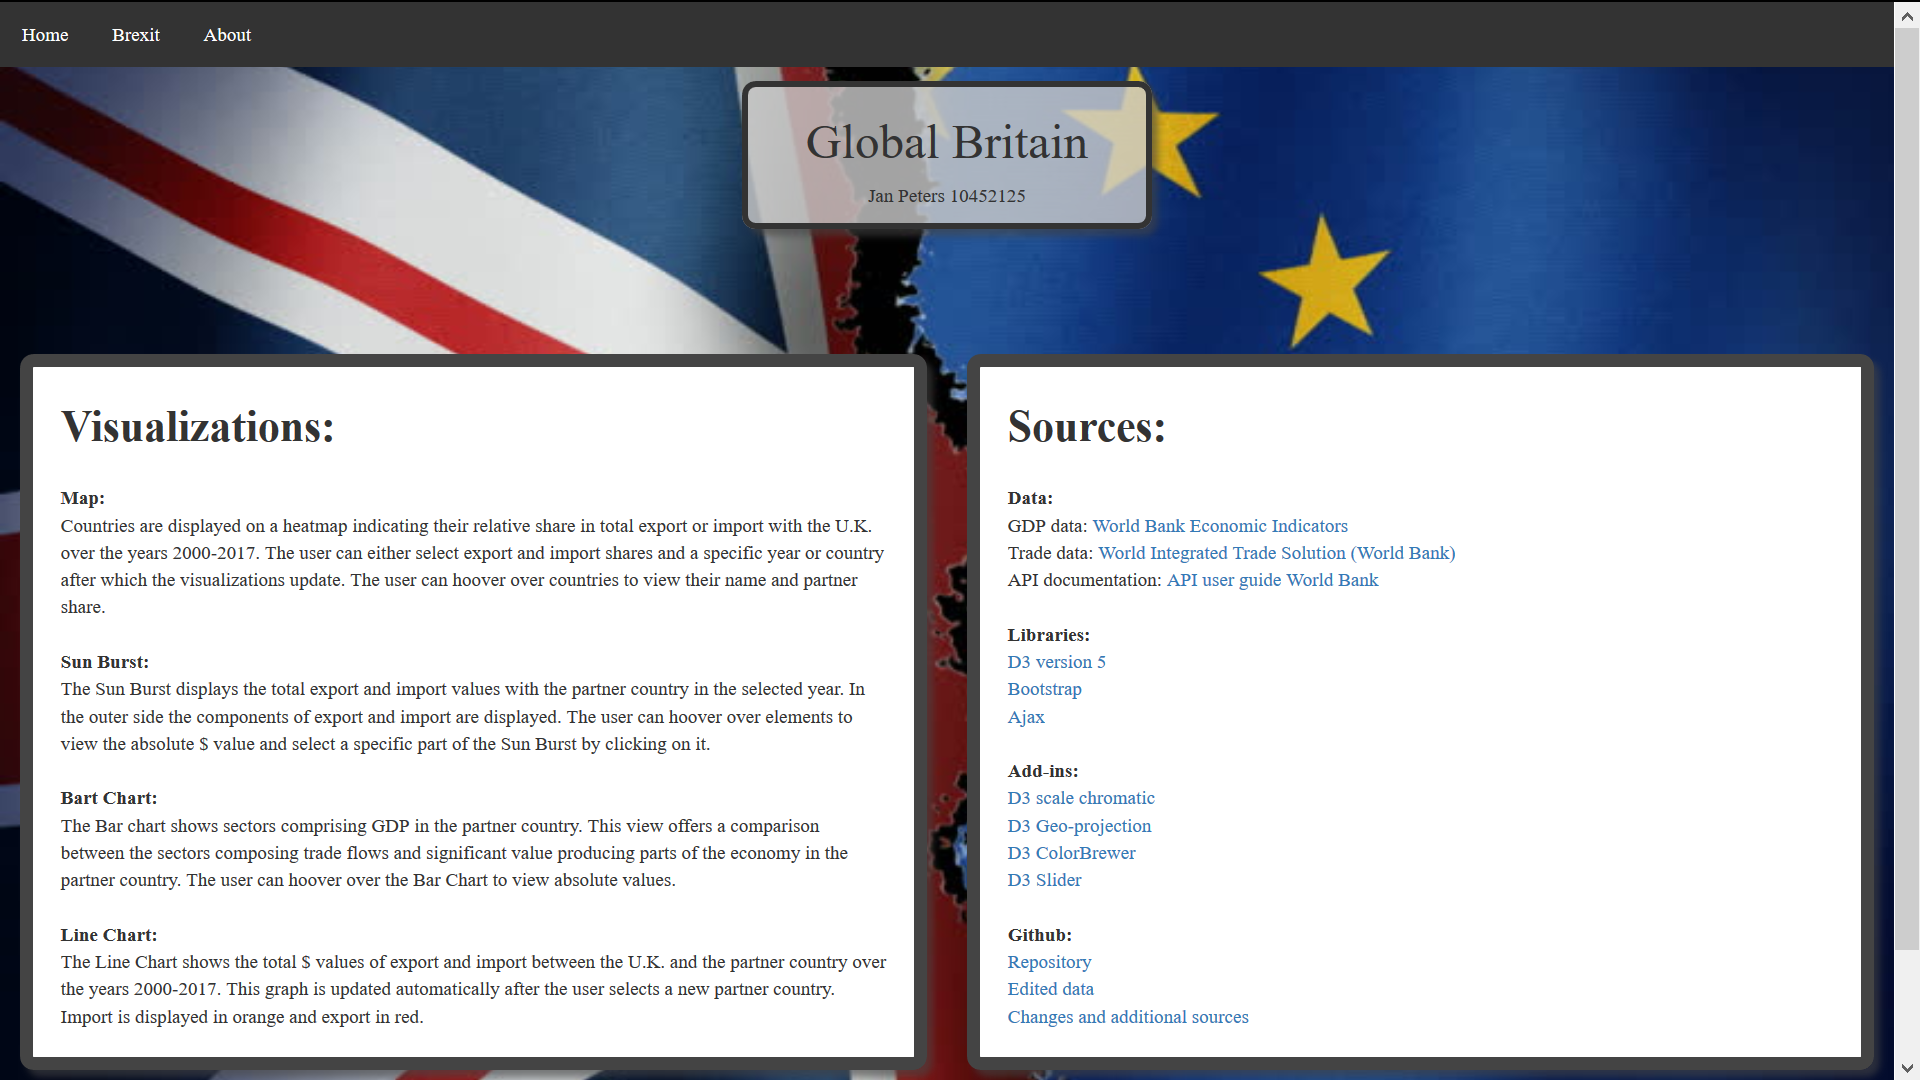 Home Brexit About
Global Britain
Jan Peters 10452125
Visualizations:
Map:
Countries are displayed on a heatmap indicating their relative share in total export or import with the U.K.
over the years 2000-2017. The user can either select export and import shares and a specific year or country
after which the visualizations update. The user can hoover over countries to view their name and partner
share.
Sun Burst:
The Sun Burst displays the total export and import values with the partner country in the selected year. In
the outer side the components of export and import are displayed. The user can hoover over elements to
view the absolute $ value and select a specific part of the Sun Burst by clicking on it.
Bart Chart:
The Bar chart shows sectors comprising GDP in the partner country. This view offers a comparison
between the sectors composing trade flows and significant value producing parts of the economy in the
partner country. The user can hoover over the Bar Chart to view absolute values.
Line Chart:
The Line Chart shows the total $ values of export and import between the U.K. and the partner country over
the years 2000-2017. This graph is updated automatically after the user selects a new partner country.
Import is displayed in orange and export in red.
Sources:
Data:
GDP data: World Bank Economic Indicators
Trade data: World Integrated Trade Solution (World Bank)
API documentation: API user guide World Bank
Libraries:
D3 version 5
Bootstrap
Ajax
Add-ins:
D3 scale chromatic
D3 Geo-projection
D3 ColorBrewer
D3 Slider
Github:
Repository
Edited data
Changes and additional sources